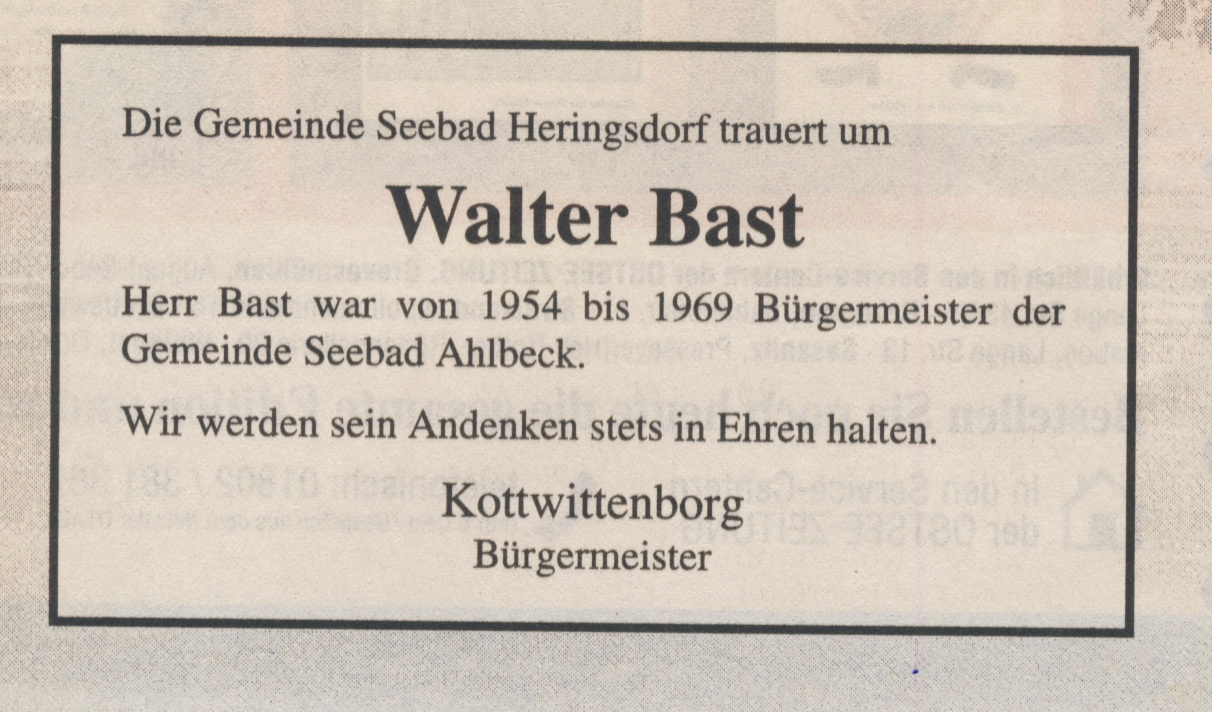 Die Gemeinde Seebad Heringsdorf trauert um
Walter Bast
Herr Bast war von 1954 bis 1969 Bürgermeister der
Gemeinde Seebad Ahlbeck.
Wir werden sein Andenken stets in Ehren halten.
Kottwittenborg
Bürgermeister